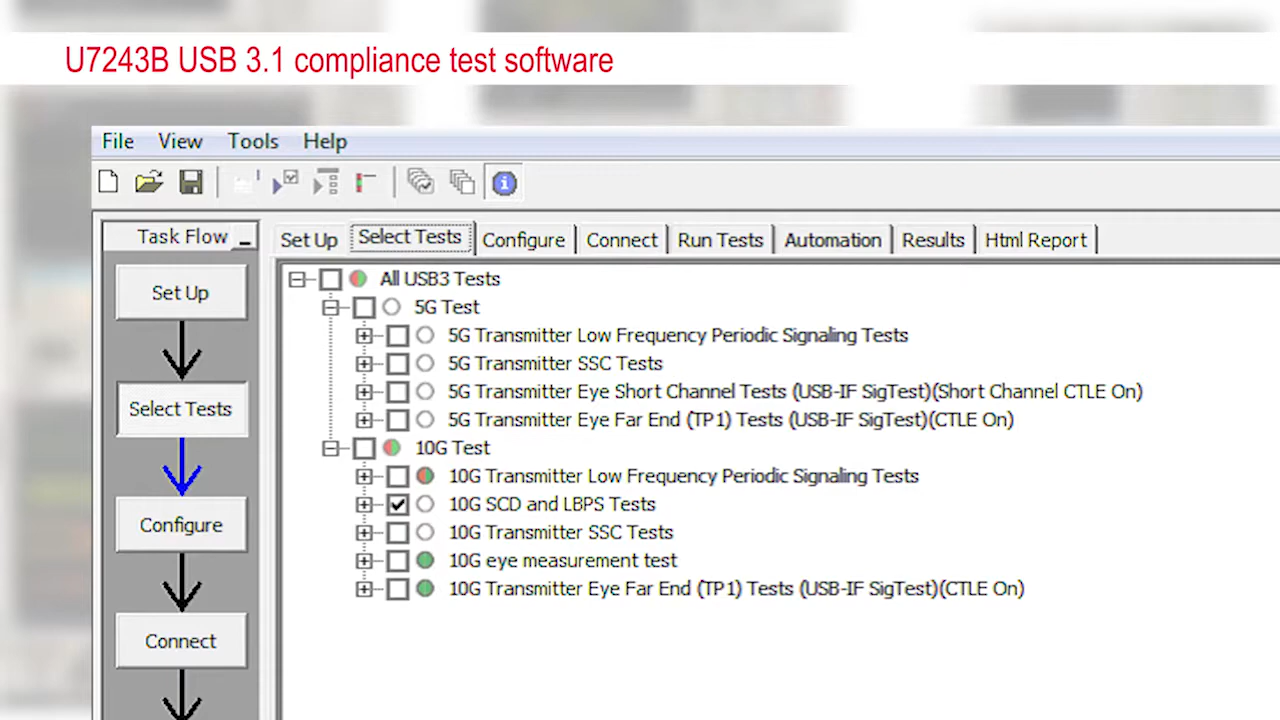 U7243B USB 3.1 compliance test software
File View Tools Help
Task Flow
Set Up Select Tests Configure Connect Run Tests Automation Results Html Report
Set Up
Select Tests
Configure
Connect
All USB3 Tests
5G Test
5G Transmitter Low Frequency Periodic Signaling Tests
5G Transmitter SSC Tests
5G Transmitter Eye Short Channel Tests (USB-IF SigTest)(Short Channel CTLE On)
5G Transmitter Eye Far End (TP1) Tests (USB-IF SigTest)(CTLE On)
10G Test
10G Transmitter Low Frequency Periodic Signaling Tests
10G SCD and LBPS Tests
10G Transmitter SSC Tests
10G eye measurement test
10G Transmitter Eye Far End (TP1) Tests (USB-IF SigTest)(CTLE On)